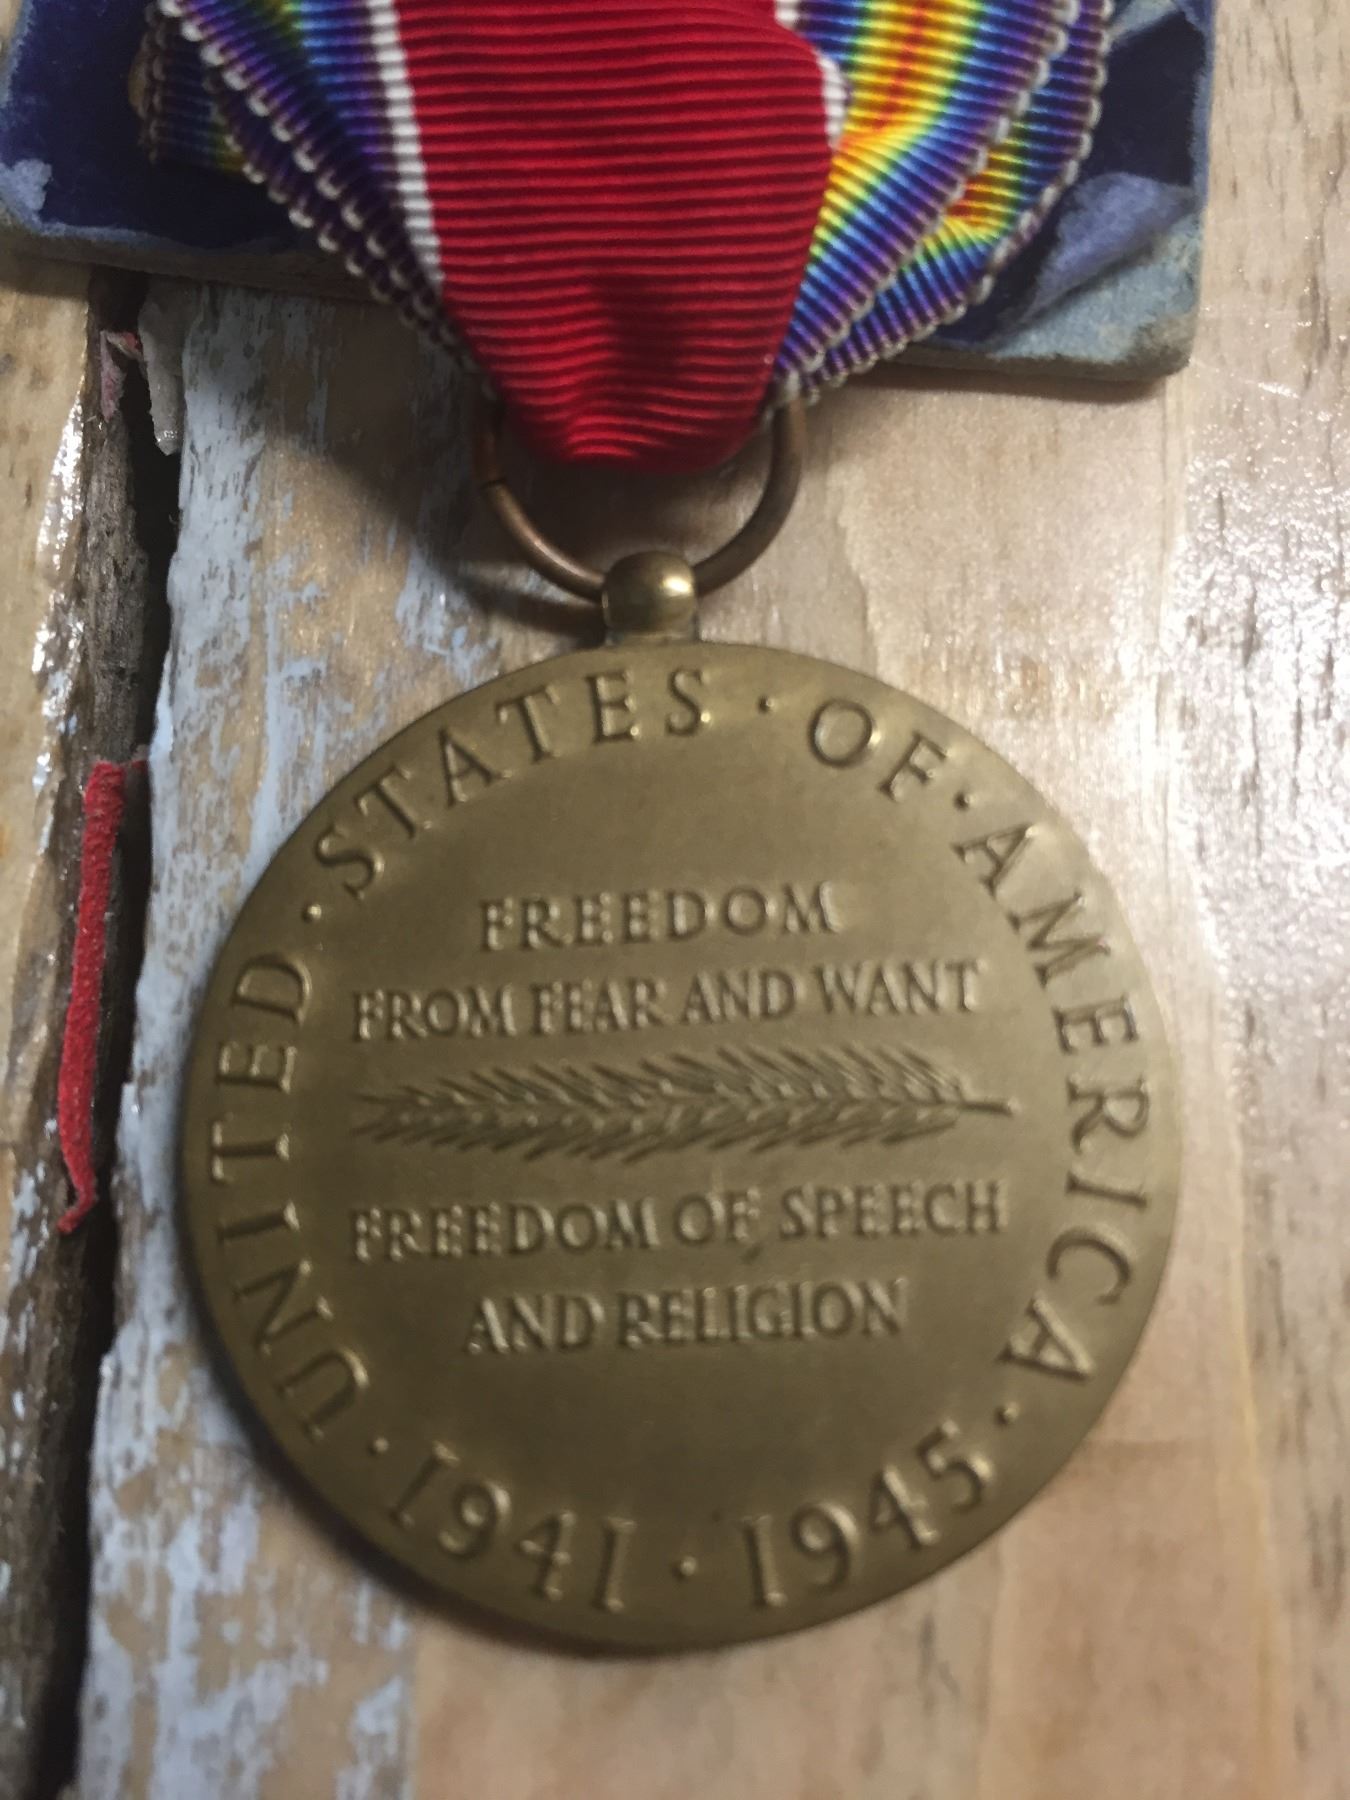 UNITED · STATES · OF · AMERICA ·
FREEDOM
FROM FEAR AND WANT
FREEDOM OF SPEECH
AND RELIGION
· 1941 · 1945